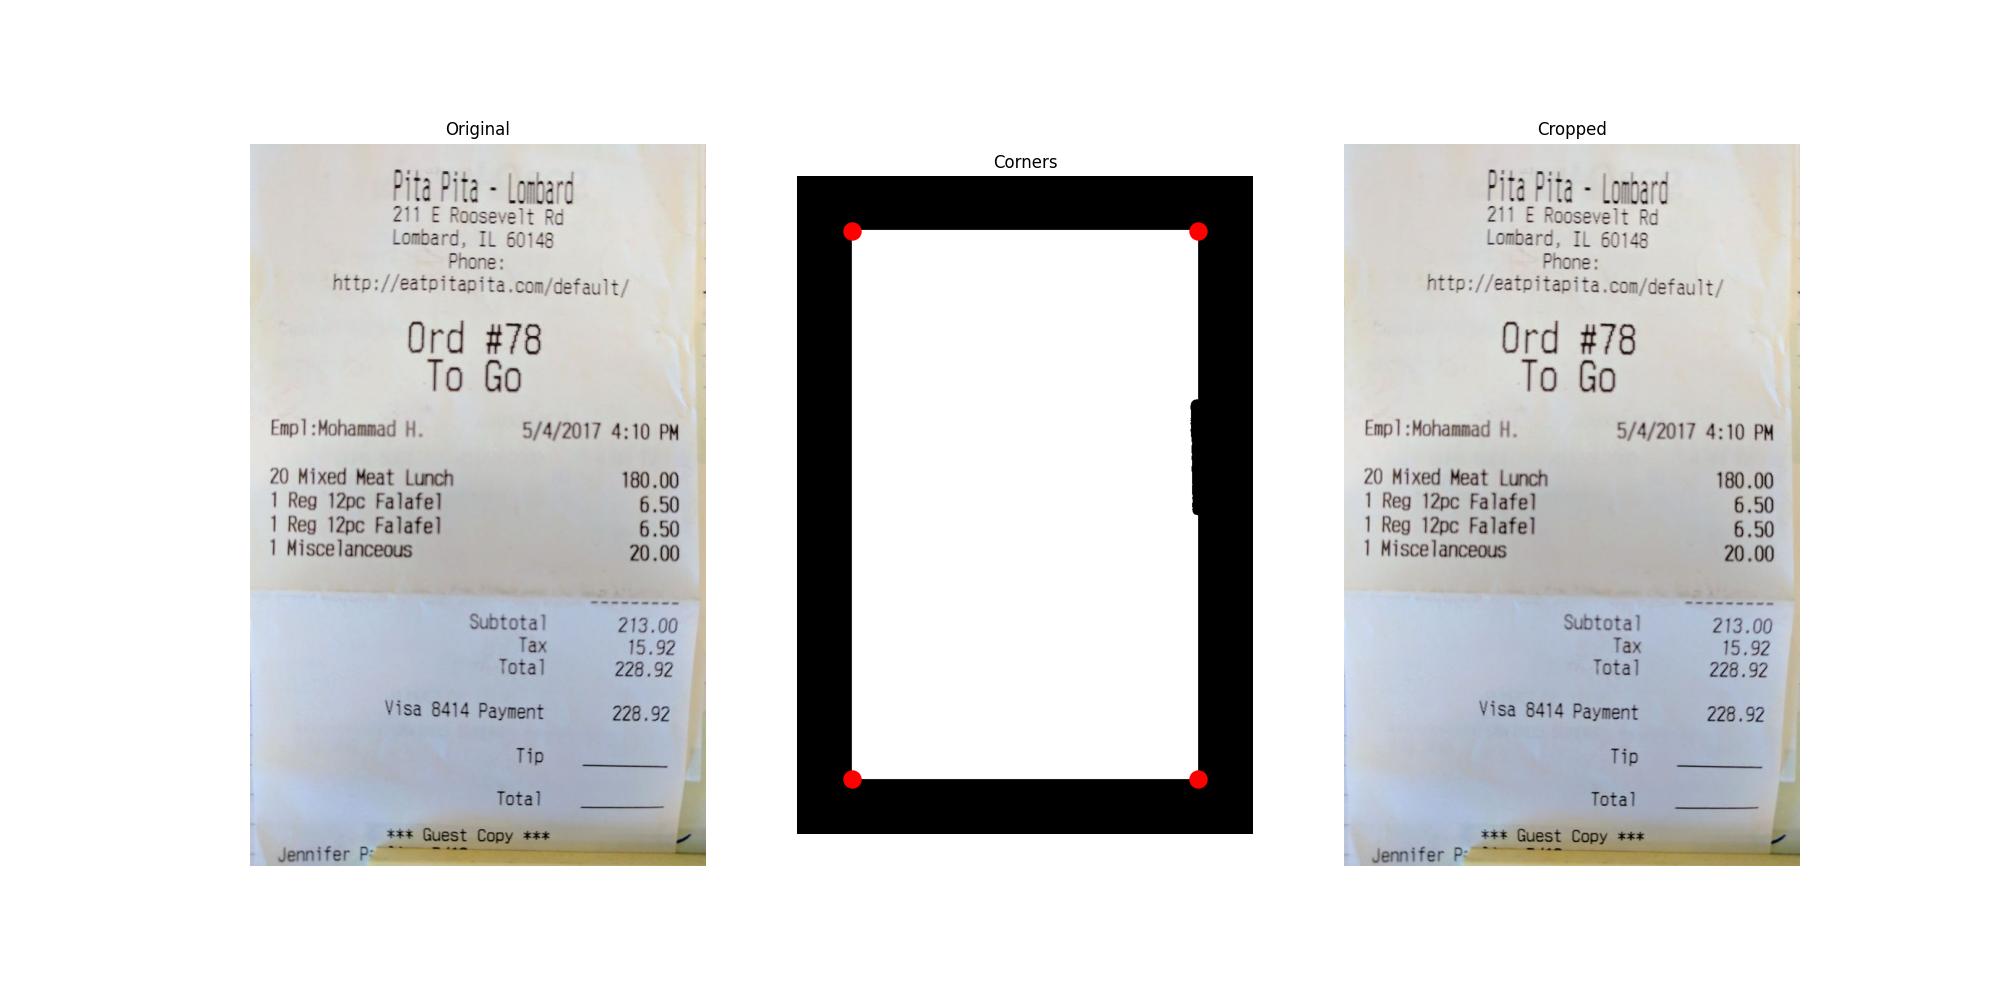 Original
Pita Pita - Lombard
211 E Roosevelt Rd
Lombard, IL 60148
Phone:
http://eatpitapita.com/default/
Ord #78
To Go
Empl:Mohammad H. 5/4/2017 4:10 PM
20 Mixed Meat Lunch 180.00
1 Reg 12pc Falafel 6.50
1 Reg 12pc Falafel 6.50
1 Miscelanceous 20.00
Subtotal 213.00
Tax 15.92
Total 228.92
Visa 8414 Payment 228.92
Tip
Total
*** Guest Copy ***
Jennifer
Corners
Cropped
Pita Pita - Lombard
211 E Roosevelt Rd
Lombard, IL 60148
Phone:
http://eatpitapita.com/default/
Ord #78
To Go
Empl:Mohammad H. 5/4/2017 4:10 PM
20 Mixed Meat Lunch 180.00
1 Reg 12pc Falafel 6.50
1 Reg 12pc Falafel 6.50
1 Miscelanceous 20.00
Subtotal 213.00
Tax 15.92
Total 228.92
Visa 8414 Payment 228.92
Tip
Total
*** Guest Copy ***
Jennifer